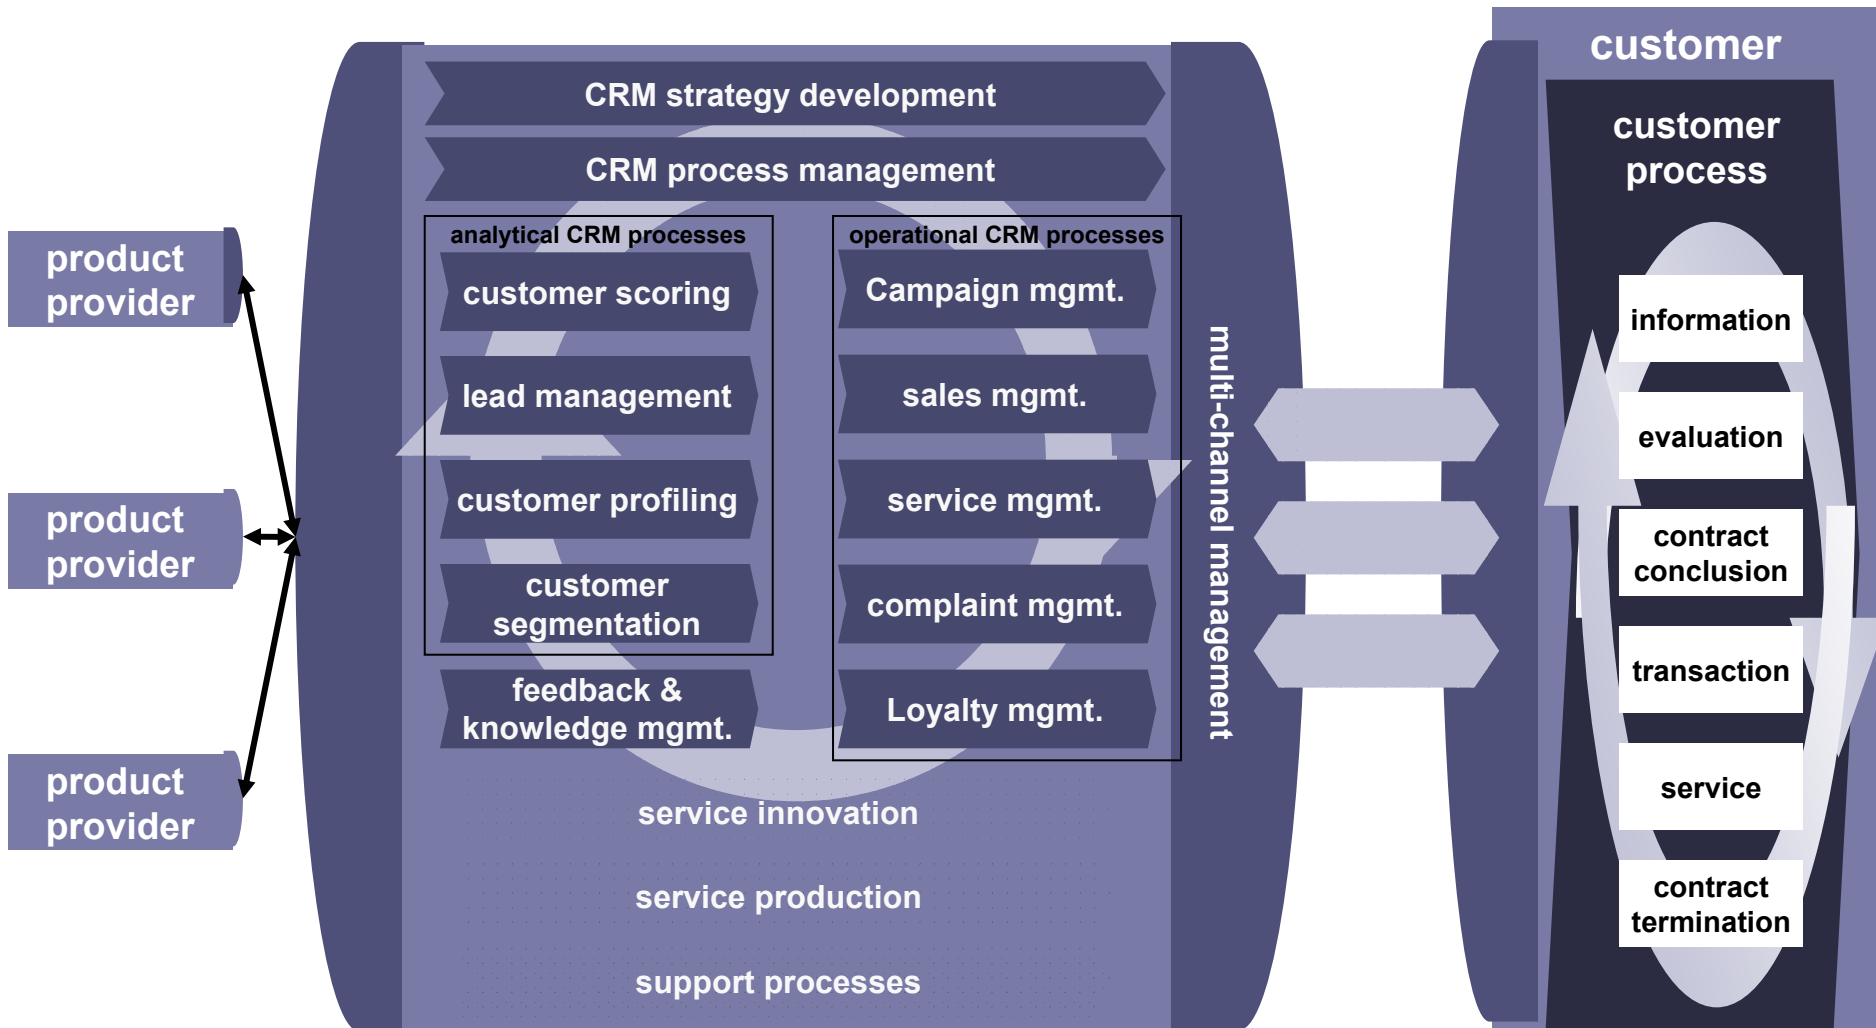 product
provider
product
provider
product
provider
CRM strategy development
CRM process management
analytical CRM processes
customer scoring
lead management
customer profiling
customer
segmentation
feedback &
knowledge mgmt.
operational CRM processes
Campaign mgmt.
sales mgmt.
service mgmt.
complaint mgmt.
Loyalty mgmt.
service innovation
service production
support processes
multi-channel management
customer
customer
process
information
evaluation
contract
conclusion
transaction
service
contract
termination